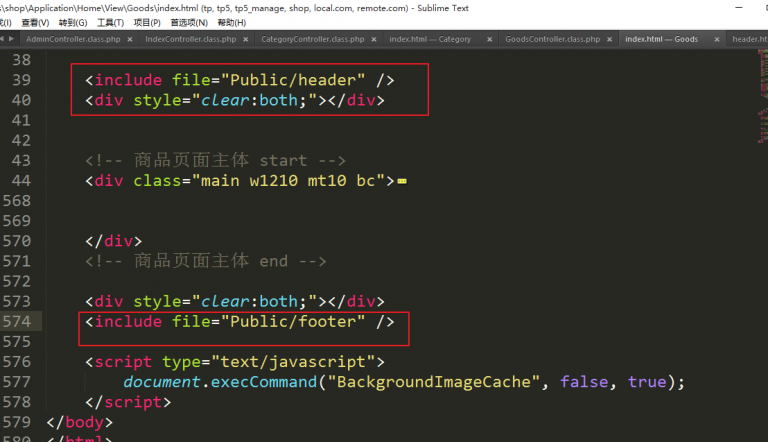 s\shop\Application\Home\View\Goods\index.html (tp, tp5, tp5_manage, shop, local.com, remote.com) - Sublime Text
查看(V) 转到(G) 工具(T) 项目(P) 首选项(N) 帮助(H)
AdminController.class.php IndexController.class.php CategoryController.class.php index.html — Category GoodsController.class.php index.html — Goods header.ht
38
39 <include file="Public/header" />
40 <div style="clear:both;"></div>
41
42
43 <!-- 商品页面主体 start -->
44 <div class="main w1210 mt10 bc">
568
569
570 </div>
571 <!-- 商品页面主体 end -->
572
573 <div style="clear:both;"></div>
574 <include file="Public/footer" />
575
576 <script type="text/javascript">
577 document.execCommand("BackgroundImageCache", false, true);
578 </script>
579 </body>
580 </html>